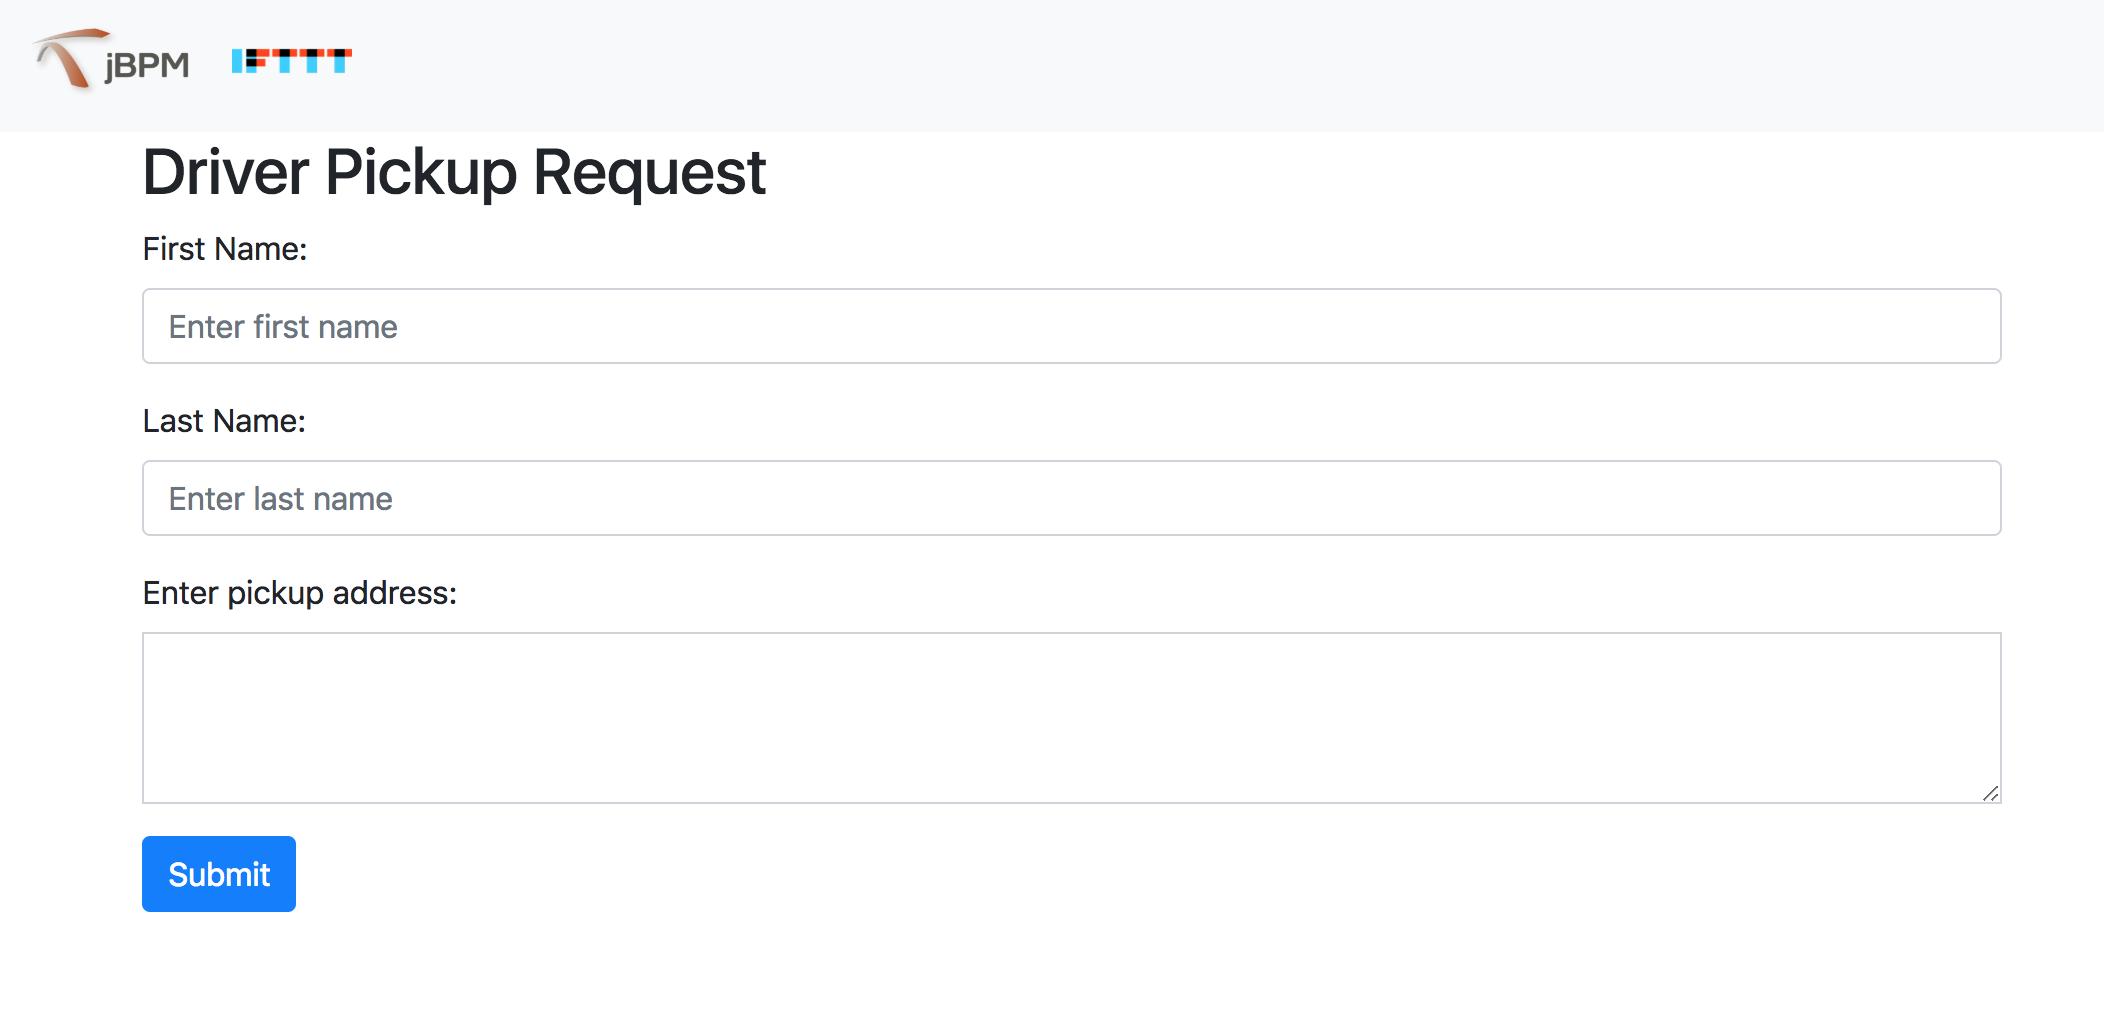 jBPM IFTTT
Driver Pickup Request
First Name:
Enter first name
Last Name:
Enter last name
Enter pickup address:
Submit